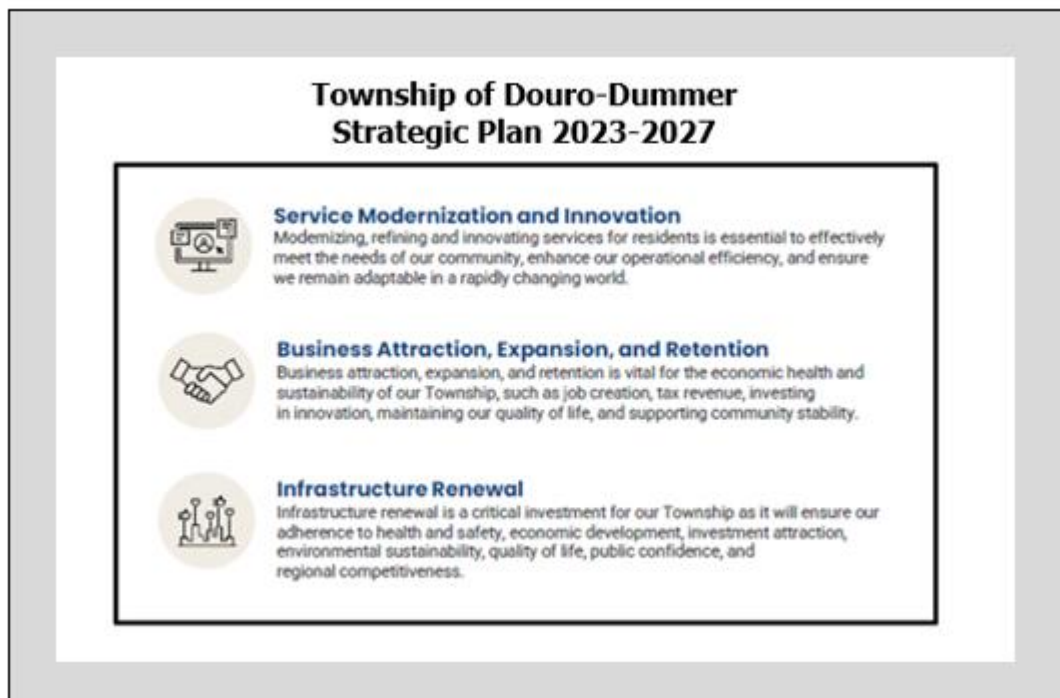 Township of Douro-Dummer
Strategic Plan 2023-2027
Service Modernization and Innovation
Modernizing, refining and innovating services for residents is essential to effectively
meet the needs of our community, enhance our operational efficiency, and ensure
we remain adaptable in a rapidly changing world.
Business Attraction, Expansion, and Retention
Business attraction, expansion, and retention is vital for the economic health and
sustainability of our Township, such as job creation, tax revenue, investing
in innovation, maintaining our quality of life, and supporting community stability.
Infrastructure Renewal
Infrastructure renewal is a critical investment for our Township as it will ensure our
adherence to health and safety, economic development, investment attraction,
environmental sustainability, quality of life, public confidence, and
regional competitiveness.